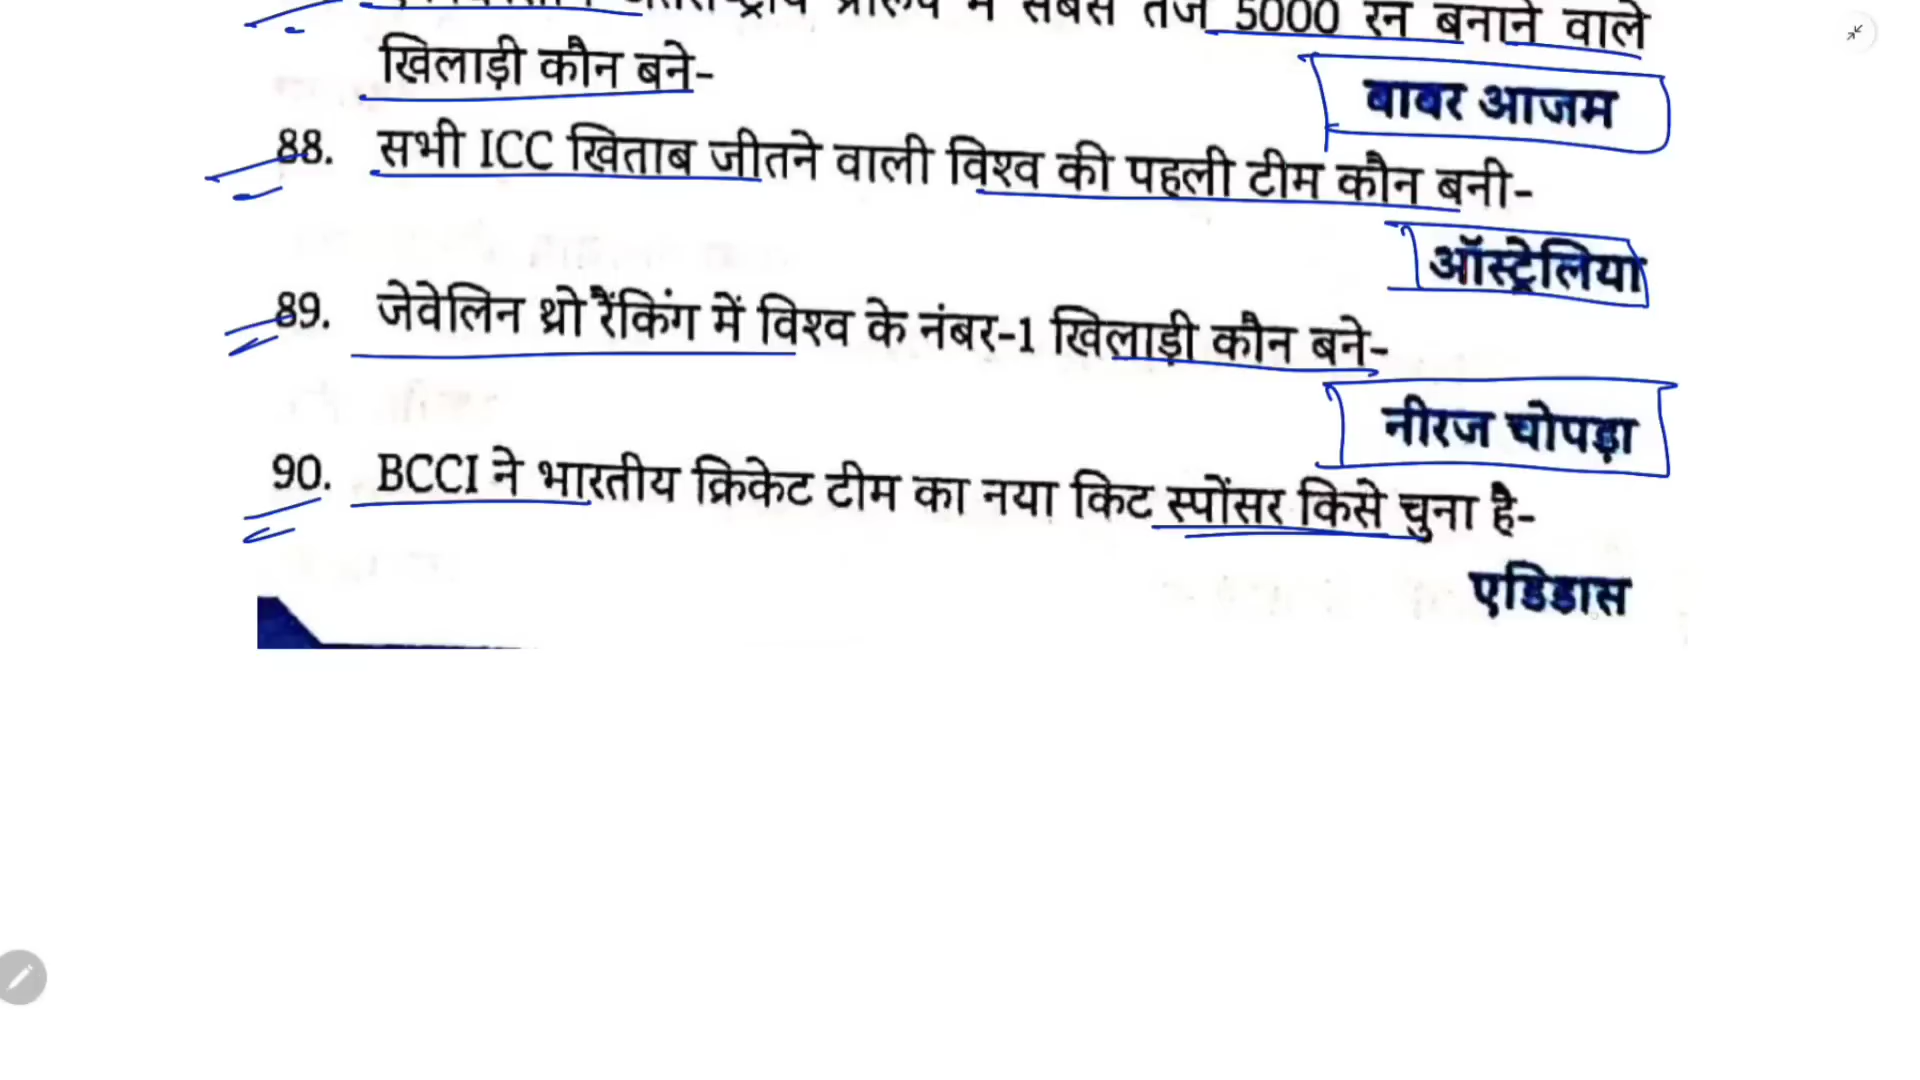 में सबसे तेज 5000 रन बनाने वाले
खिलाड़ी कौन बने-
बाबर आजम
88. सभी ICC खिताब जीतने वाली विश्व की पहली टीम कौन बनी-
ऑस्ट्रेलिया
89. जेवेलिन थ्रो रैंकिंग में विश्व के नंबर-1 खिलाड़ी कौन बने-
नीरज चोपड़ा
90. BCCI ने भारतीय क्रिकेट टीम का नया किट स्पोंसर किसे चुना है-
एडिडास